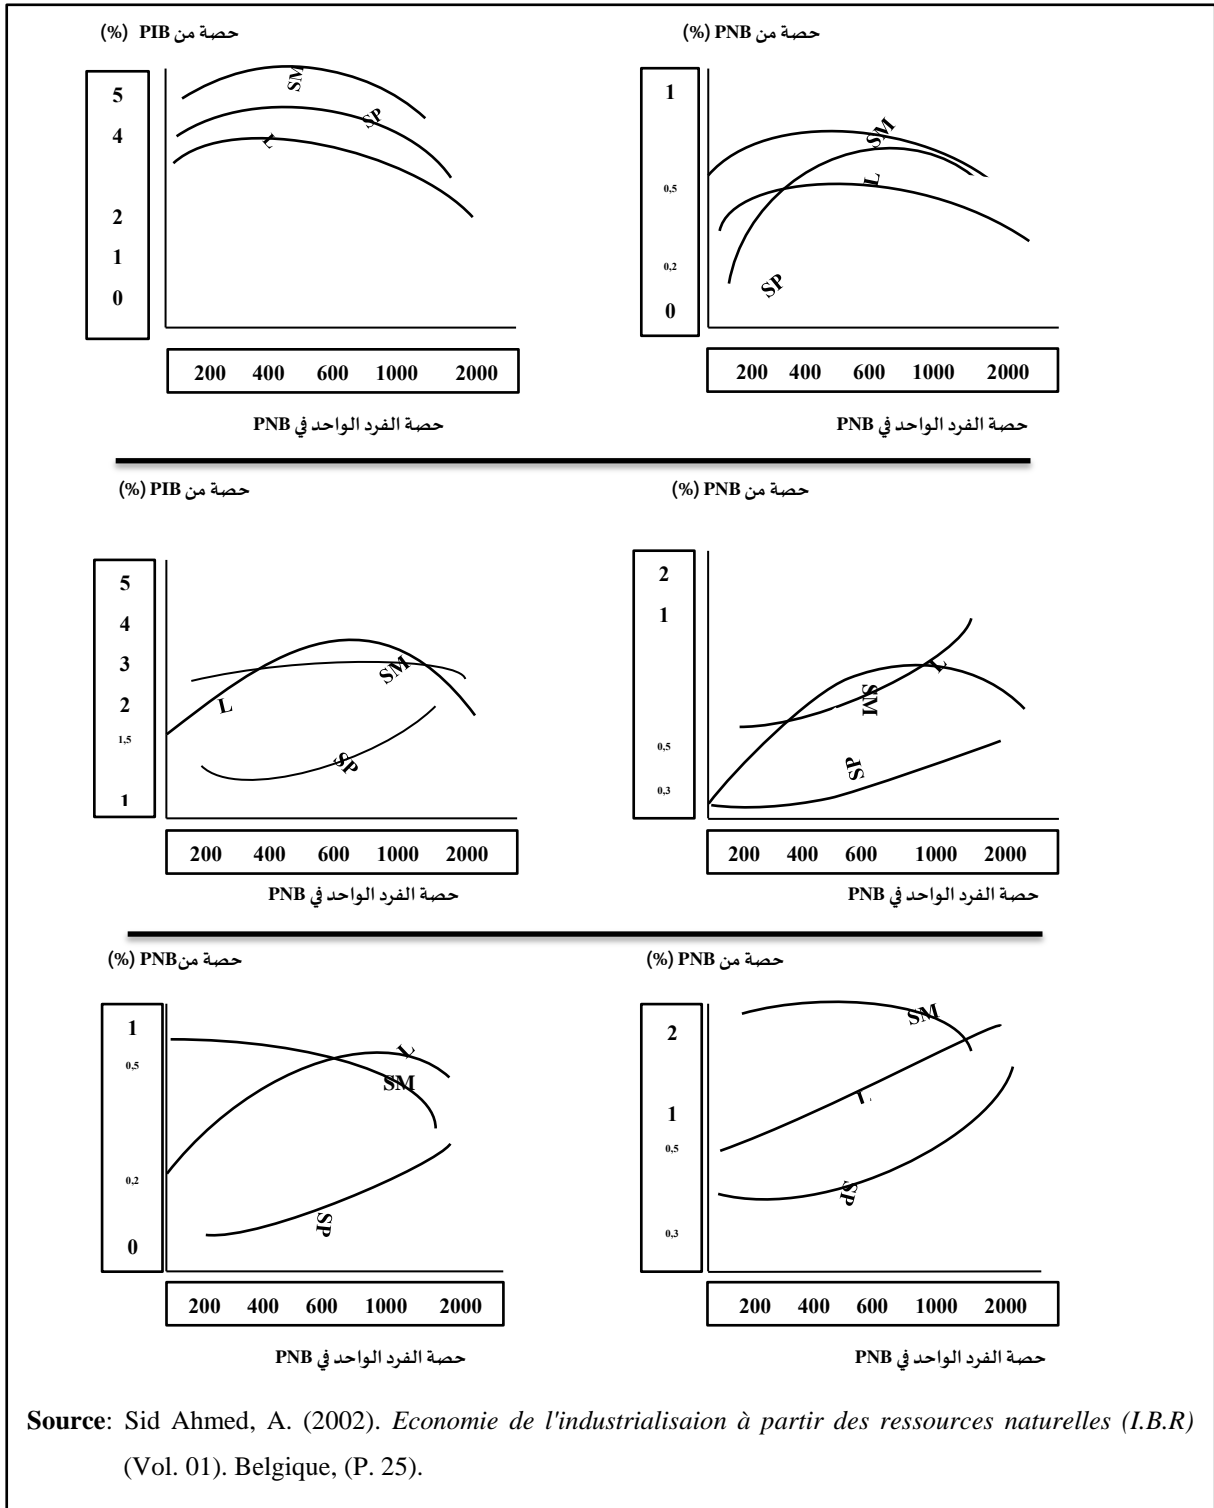 حصة من PIB (%)
حصة من PNB (%)
5
4
2
1
0
SM
SP
L
200 400 600 1000 2000
حصة الفرد الواحد في PNB
1
0,5
0,2
0
SM
L
SP
200 400 600 1000 2000
حصة الفرد الواحد في PNB
حصة من PIB (%)
حصة من PNB (%)
5
4
3
2
1,5
1
SM
L
SP
200 400 600 1000 2000
حصة الفرد الواحد في PNB
2
1
0,5
0,3
L
SM
SP
200 400 600 1000 2000
حصة الفرد الواحد في PNB
حصة من PNB (%)
حصة من PNB (%)
1
0,5
0,2
0
L
SM
SP
200 400 600 1000 2000
حصة الفرد الواحد في PNB
2
1
0,5
0,3
SM
L
SP
200 400 600 1000 2000
حصة الفرد الواحد في PNB
Source: Sid Ahmed, A. (2002). Economie de l'industrialisaion à partir des ressources naturelles (I.B.R)
(Vol. 01). Belgique, (P. 25).